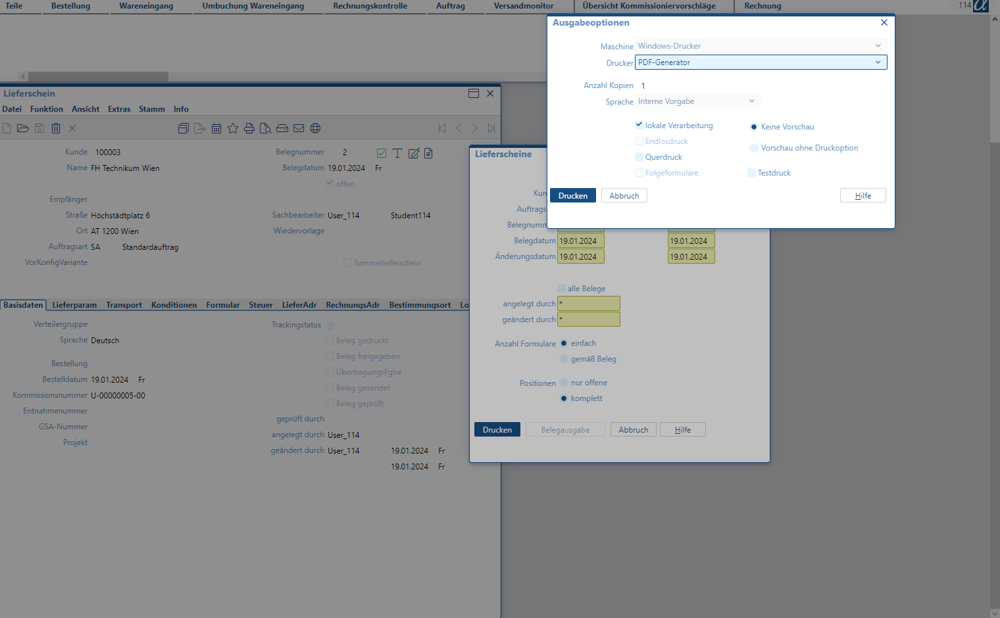 Teile Bestellung Wareneingang Umbuchung Wareneingang Rechnungskontrolle Auftrag Versandmonitor Übersicht Kommissioniervorschläge Rechnung 114
Ausgabeoptionen
Maschine Windows-Drucker
Drucker PDF-Generator
Anzahl Kopien 1
Sprache Interne Vorgabe
lokale Verarbeitung Keine Vorschau
Endlosdruck
Vorschau ohne Druckoption
Querdruck
Folgeformulare Testdruck
Drucken Abbruch Hilfe
Lieferschein
Datei Funktion Ansicht Extras Stamm Info
Kunde 100003 Belegnummer 2
Name FH Technikum Wien Belegdatum 19.01.2024 Fr
offen
Empfänger
Straße Höchstädtplatz 6 Sachbearbeiter User_114 Student114
Ort AT 1200 Wien Wiedervorlage
Auftragsart SA Standardauftrag
VorKonfigVariante Sammellieferschein
Basisdaten Lieferparam Transport Konditionen Formular Steuer LieferAdr RechnungsAdr Bestimmungsort Lo
Verteilergruppe Trackingstatus
Sprache Deutsch Beleg gedruckt
Beleg freigegeben
Bestellung
ÜbertragungsFgbe
Bestelldatum 19.01.2024 Fr
Beleg gesendet
Kommissionsnummer U-00000005-00
Beleg geprüft
Entnahmenummer
geprüft durch
GSA-Nummer
angelegt durch User_114
Projekt
geändert durch User_114 19.01.2024 Fr
19.01.2024 Fr
Lieferscheine
Kun
Auftrags
Belegnumm
Belegdatum 19.01.2024 19.01.2024
Änderungsdatum 19.01.2024 19.01.2024
alle Belege
angelegt durch *
geändert durch *
Anzahl Formulare einfach
gemäß Beleg
Positionen nur offene
komplett
Drucken Belegausgabe Abbruch Hilfe